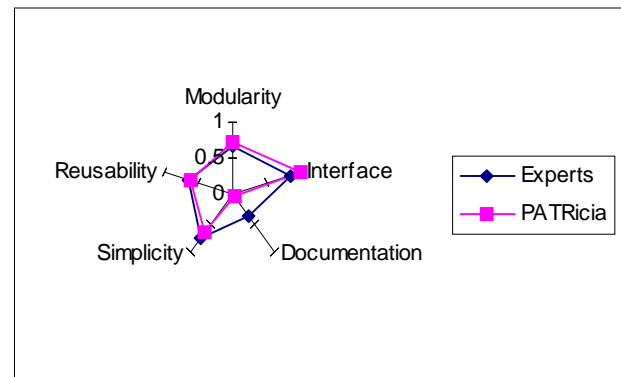 Modularity
1
0.5
Reusability
Interface
0
Simplicity
Documentation
Experts
PATRicia